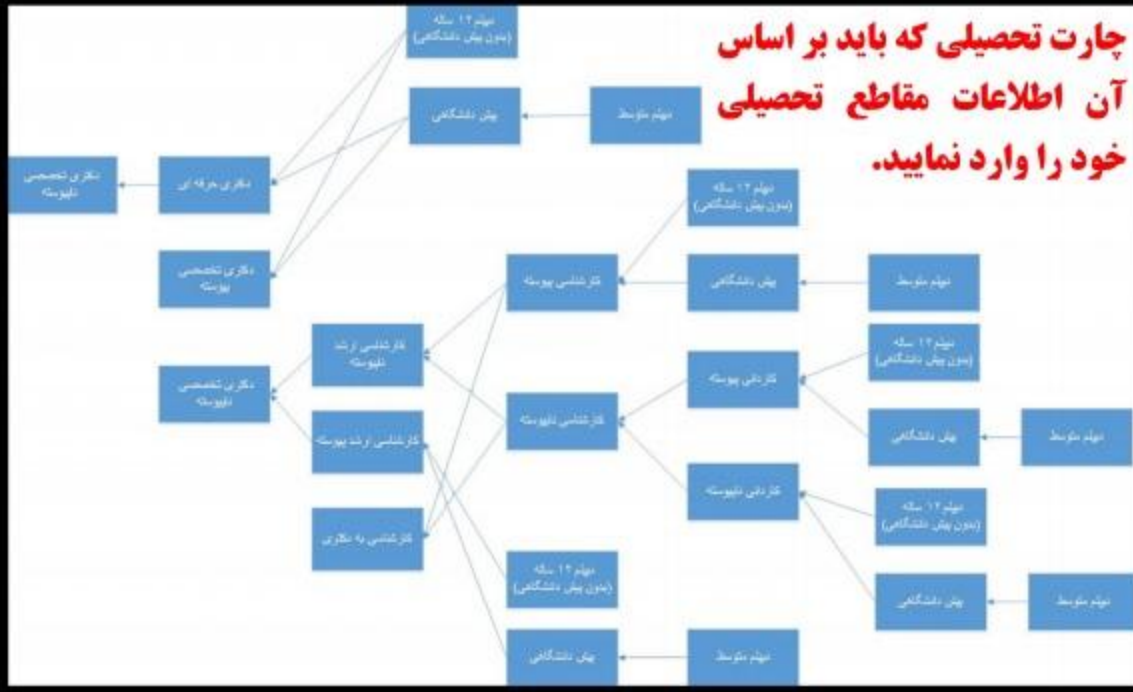 چارت تحصیلی که باید بر اساس
آن اطلاعات مقاطع تحصیلی
خود را وارد نمایید.
دیپلم ۱۲ ساله
(بدون پیش دانشگاهی)
دیپلم متوسط
پیش دانشگاهی
دکتری حرفه ای
دکتری تخصصی
ناپیوسته
دیپلم ۱۲ ساله
(بدون پیش دانشگاهی)
دکتری تخصصی
پیوسته
دیپلم متوسط
پیش دانشگاهی
کارشناسی پیوسته
کارشناسی ارشد
ناپیوسته
دیپلم ۱۲ ساله
(بدون پیش دانشگاهی)
کاردانی پیوسته
دکتری تخصصی
ناپیوسته
دیپلم متوسط
پیش دانشگاهی
کارشناسی ناپیوسته
کارشناسی ارشد پیوسته
کاردانی ناپیوسته
دیپلم ۱۲ ساله
(بدون پیش دانشگاهی)
کارشناسی به دکتری
دیپلم ۱۲ ساله
(بدون پیش دانشگاهی)
دیپلم متوسط
پیش دانشگاهی
دیپلم متوسط
پیش دانشگاهی